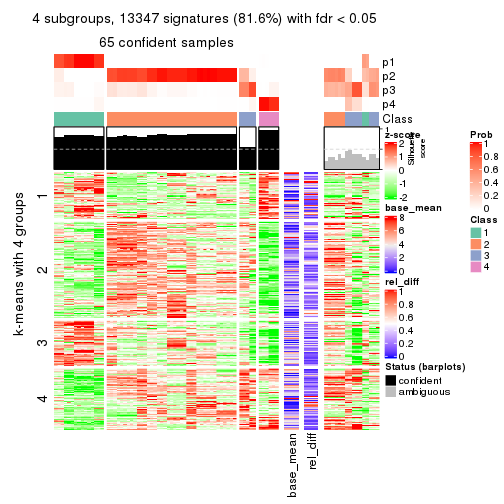 4 subgroups, 13347 signatures (81.6%) with fdr < 0.05
65 confident samples
p1
p2
p3
p4
Class
1
Silhouette
score
k-means with 4 groups
1
2
3
4
base_mean
rel_diff
z-score
2
1
0
-1
-2
base_mean
8
6
4
2
0
rel_diff
1
0.8
0.6
0.4
0.2
0
Status (barplots)
confident
ambiguous
Prob
1
0.8
0.6
0.4
0.2
0
Class
1
2
3
4